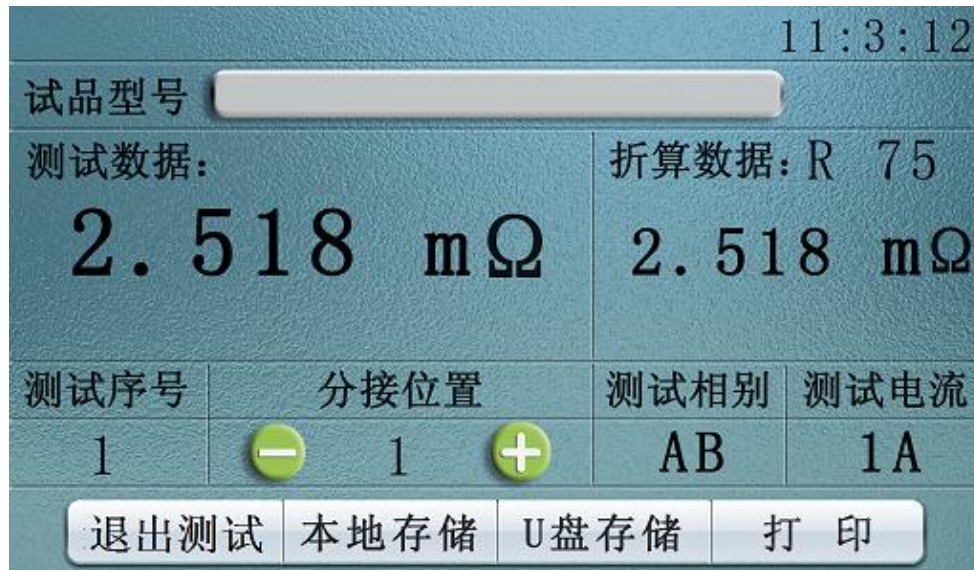 11:3:12
试品型号
测试数据: 折算数据:R 75
2.518 mΩ 2.518 mΩ
测试序号 分接位置 测试相别 测试电流
1 1 AB 1A
退出测试 本地存储 U盘存储 打 印